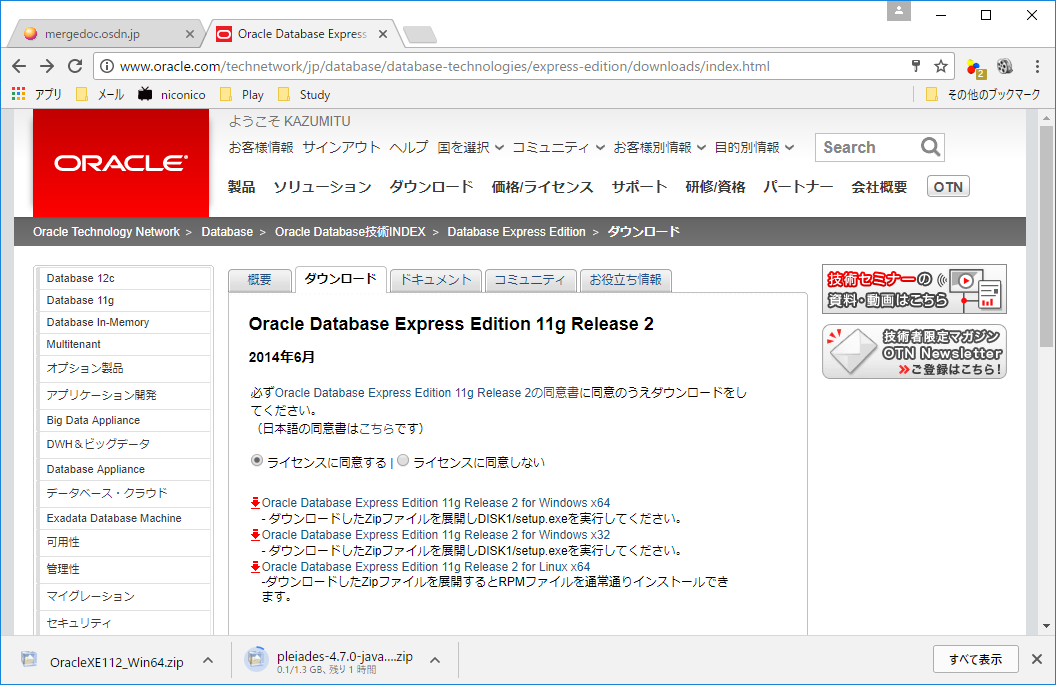 mergedoc.osdn.jp
Oracle Database Express
www.oracle.com/technetwork/jp/database/database-technologies/express-edition/downloads/index.html
2
アプリ メール niconico Play Study その他のブックマーク
ようこそ KAZUMITU
お客様情報 サインアウト ヘルプ 国を選択 コミュニティ お客様別情報 目的別情報 Search
ORACLE
製品 ソリューション ダウンロード 価格/ライセンス サポート 研修/資格 パートナー 会社概要 OTN
Oracle Technology Network > Database > Oracle Database技術INDEX > Database Express Edition > ダウンロード
Database 12c
Database 11g
Database In-Memory
Multitenant
オプション製品
アプリケーション開発
Big Data Appliance
DWH＆ビッグデータ
Database Appliance
データベース・クラウド
Exadata Database Machine
可用性
管理性
マイグレーション
セキュリティ
概要 ダウンロード ドキュメント コミュニティ お役立ち情報
Oracle Database Express Edition 11g Release 2
2014年6月
必ずOracle Database Express Edition 11g Release 2の同意書に同意のうえダウンロードをし
てください。
（日本語の同意書はこちらです）
ライセンスに同意する | ライセンスに同意しない
Oracle Database Express Edition 11g Release 2 for Windows x64
- ダウンロードしたZipファイルを展開しDISK1/setup.exeを実行してください。
Oracle Database Express Edition 11g Release 2 for Windows x32
- ダウンロードしたZipファイルを展開しDISK1/setup.exeを実行してください。
Oracle Database Express Edition 11g Release 2 for Linux x64
-ダウンロードしたZipファイルを展開するとRPMファイルを通常通りインストールでき
ます。
技術セミナーの
資料・動画はこちら
技術者限定マガジン
OTN Newsletter
≫ご登録はこちら!
OracleXE112_Win64.zip
pleiades-4.7.0-java....zip
0.1/1.3 GB、残り 1 時間
すべて表示